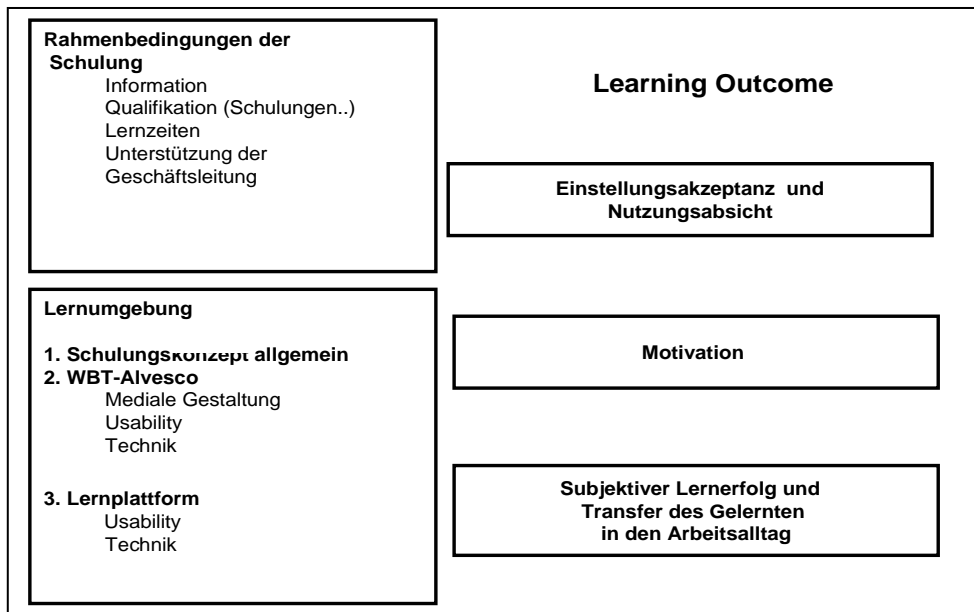 Rahmenbedingungen der
Schulung
Information
Qualifikation (Schulungen..)
Lernzeiten
Unterstützung der
Geschäftsleitung
Lernumgebung
1. Schulungskonzept allgemein
2. WBT-Alvesco
Mediale Gestaltung
Usability
Technik
3. Lernplattform
Usability
Technik
Learning Outcome
Einstellungsakzeptanz und
Nutzungsabsicht
Motivation
Subjektiver Lernerfolg und
Transfer des Gelernten
in den Arbeitsalltag